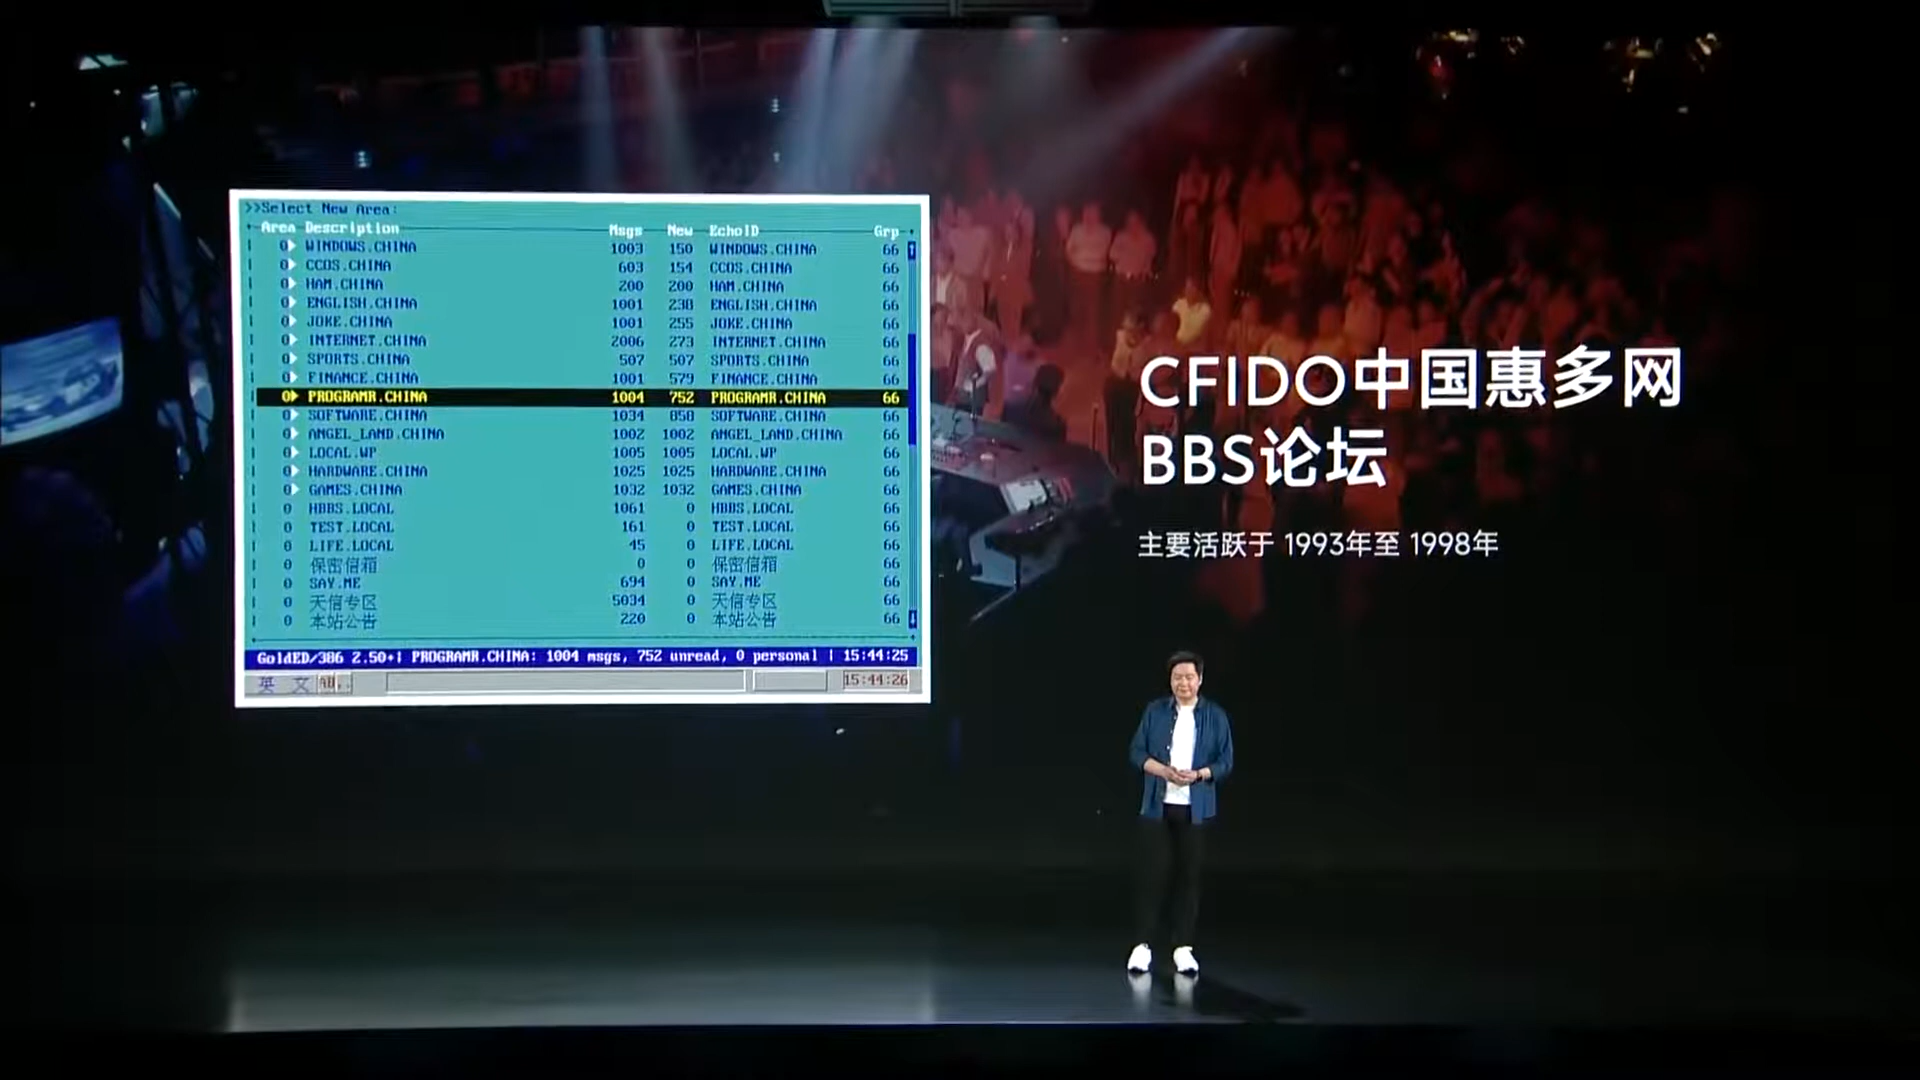 >>Select New Area:
Area Description Msgs New EchoID Grp
0 WINDOWS.CHINA 1003 150 WINDOWS.CHINA 66
0 CCOS.CHINA 603 154 CCOS.CHINA 66
0 HAM.CHINA 200 200 HAM.CHINA 66
0 ENGLISH.CHINA 1001 238 ENGLISH.CHINA 66
0 JOKE.CHINA 1001 255 JOKE.CHINA 66
0 INTERNET.CHINA 2006 273 INTERNET.CHINA 66
0 SPORTS.CHINA 507 507 SPORTS.CHINA 66
0 FINANCE.CHINA 1001 579 FINANCE.CHINA 66
0 PROGRAMR.CHINA 1004 752 PROGRAMR.CHINA 66
0 SOFTWARE.CHINA 1034 858 SOFTWARE.CHINA 66
0 ANGEL_LAND.CHINA 1002 1002 ANGEL_LAND.CHINA 66
0 LOCAL.WP 1005 1005 LOCAL.WP 66
0 HARDWARE.CHINA 1025 1025 HARDWARE.CHINA 66
0 GAMES.CHINA 1032 1032 GAMES.CHINA 66
0 HBBS.LOCAL 1061 0 HBBS.LOCAL 66
0 TEST.LOCAL 161 0 TEST.LOCAL 66
0 LIFE.LOCAL 45 0 LIFE.LOCAL 66
0 保密信箱 0 0 保密信箱 66
0 SAY.ME 694 0 SAY.ME 66
0 天信专区 5034 0 天信专区 66
0 本站公告 220 0 本站公告 66
GoldED/386 2.50+| PROGRAMR.CHINA: 1004 msgs, 752 unread, 0 personal | 15:44:25
英 文 15:44:26
CFIDO中国惠多网
BBS论坛
主要活跃于 1993年至 1998年